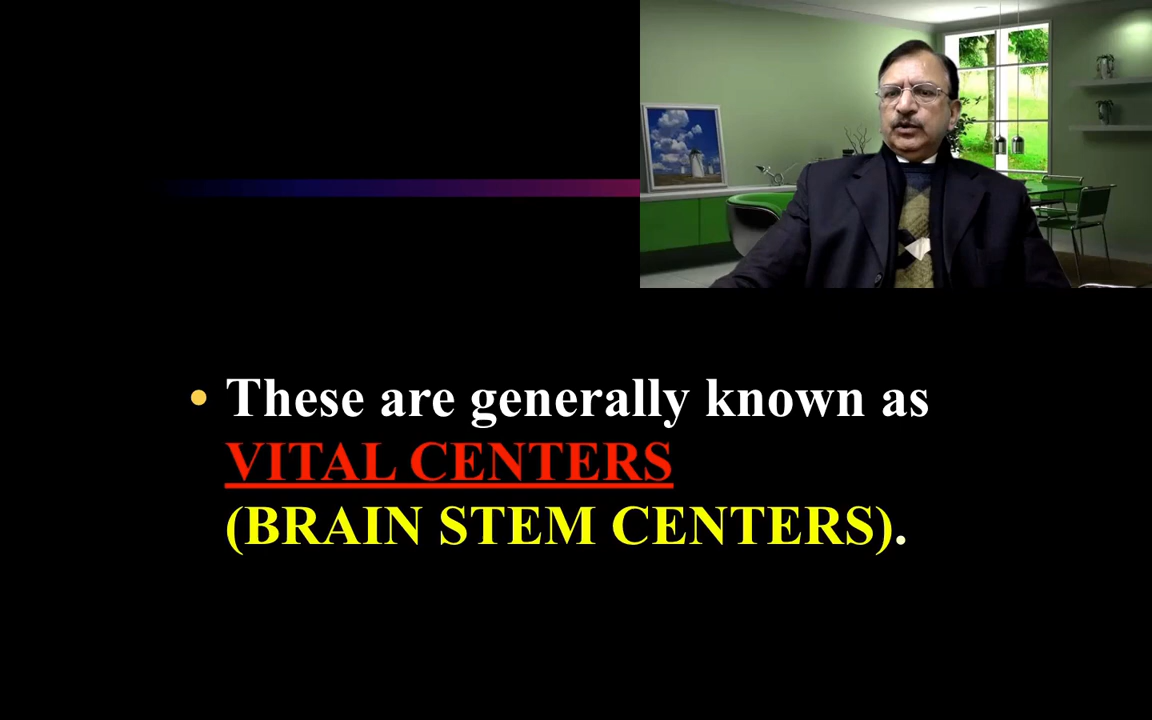 • These are generally known as
VITAL CENTERS
(BRAIN STEM CENTERS).